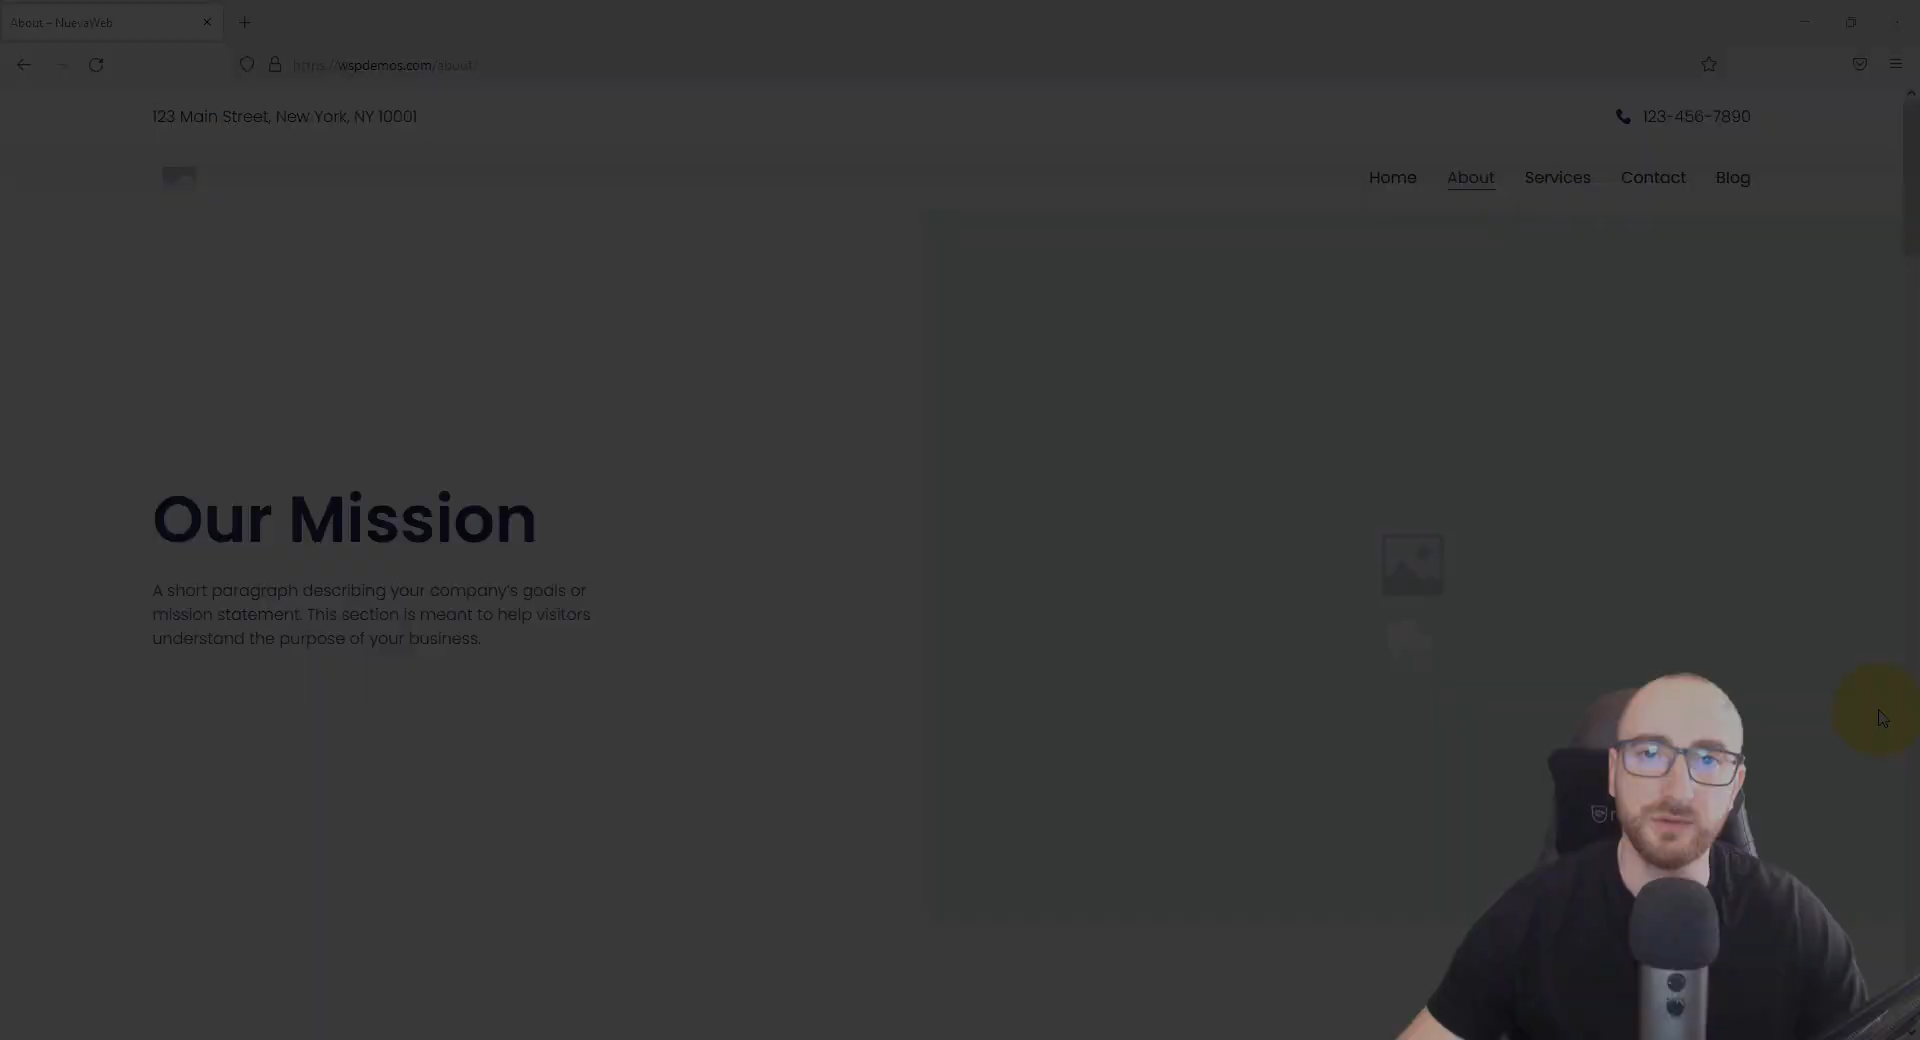 About – NuevaWeb
https://wspdemos.com/about/
123 Main Street, New York, NY 10001
123-456-7890
Home About Services Contact Blog
Our Mission
A short paragraph describing your company's goals or
mission statement. This section is meant to help visitors
understand the purpose of your business.